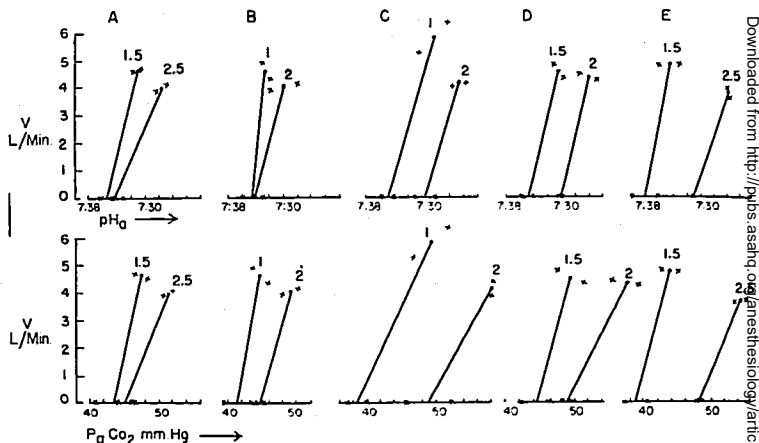 A B C D E
6
5
4
3
2
1
0
V
L/Min.
1.5 2.5
1 2
1 2
1.5 2
1.5 2.5
7.38 7.30 7:38 7:30 7.38 7.30 7.38 7.30 7.38 7.30
pHa →
6
5
4
3
2
1
0
V
L/Min.
1.5 2.5
1 2
1 2
1.5 2
1.5 2.5
40 50 40 50 40 50 40 50 40 50
Pa Co2 mm.Hg →
Downloaded from http://pubs.asahq.org/anesthesiology/artic